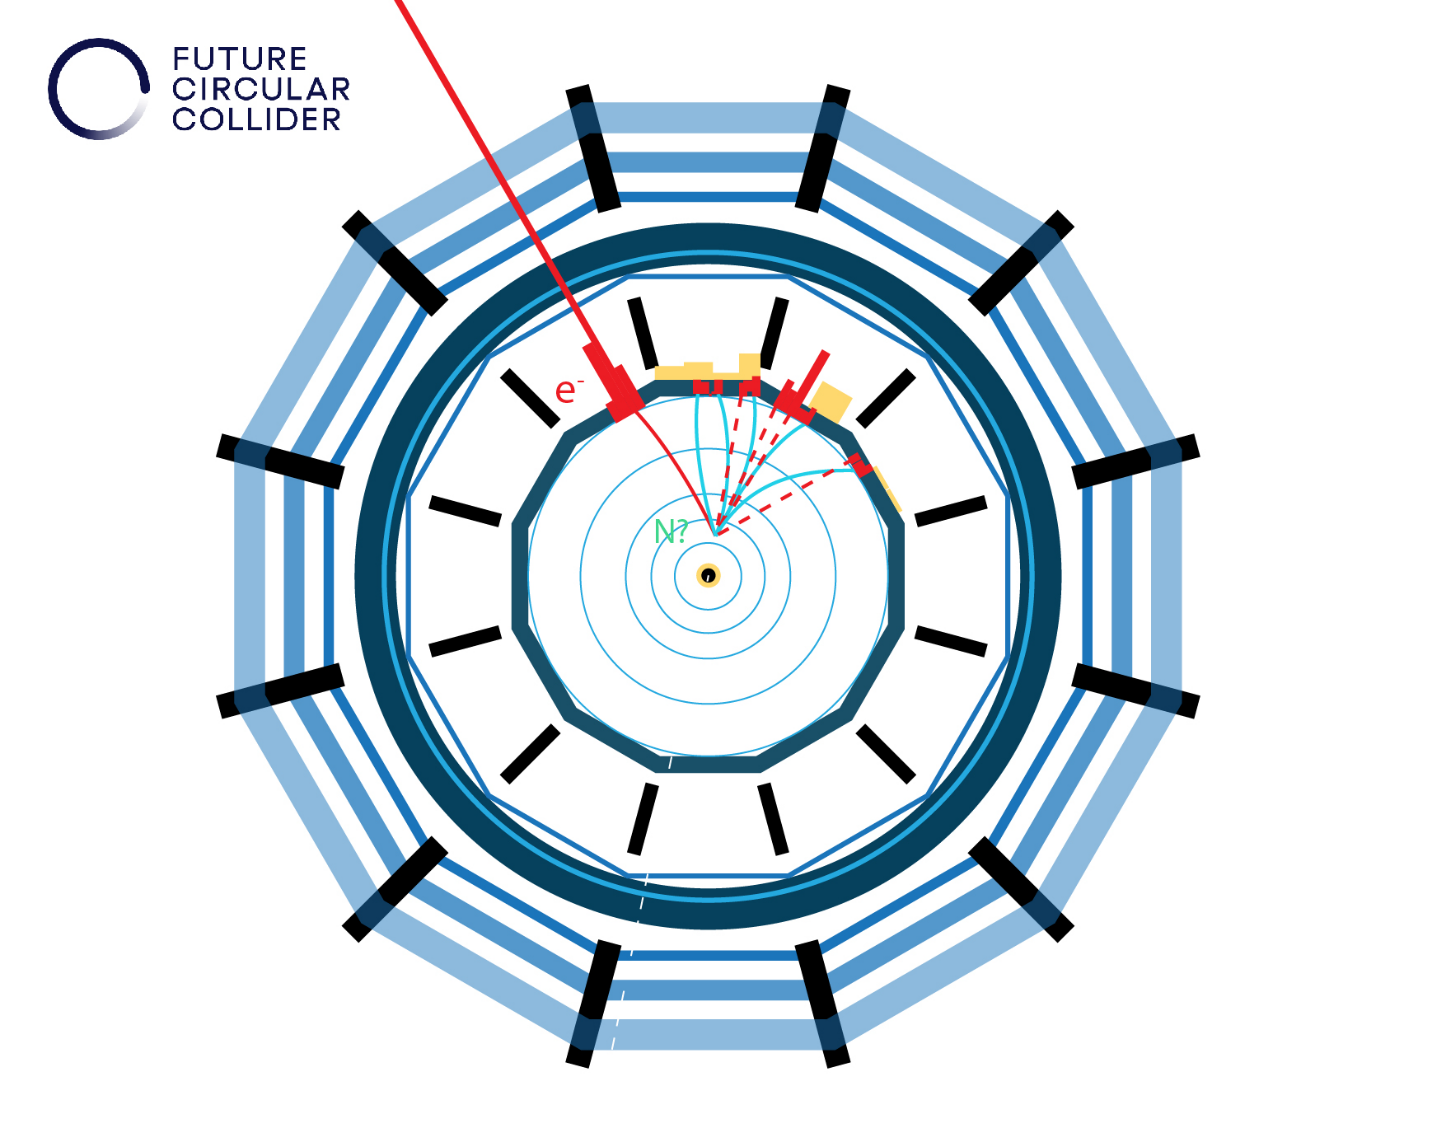 FUTURE
CIRCULAR
COLLIDER
e-
N?